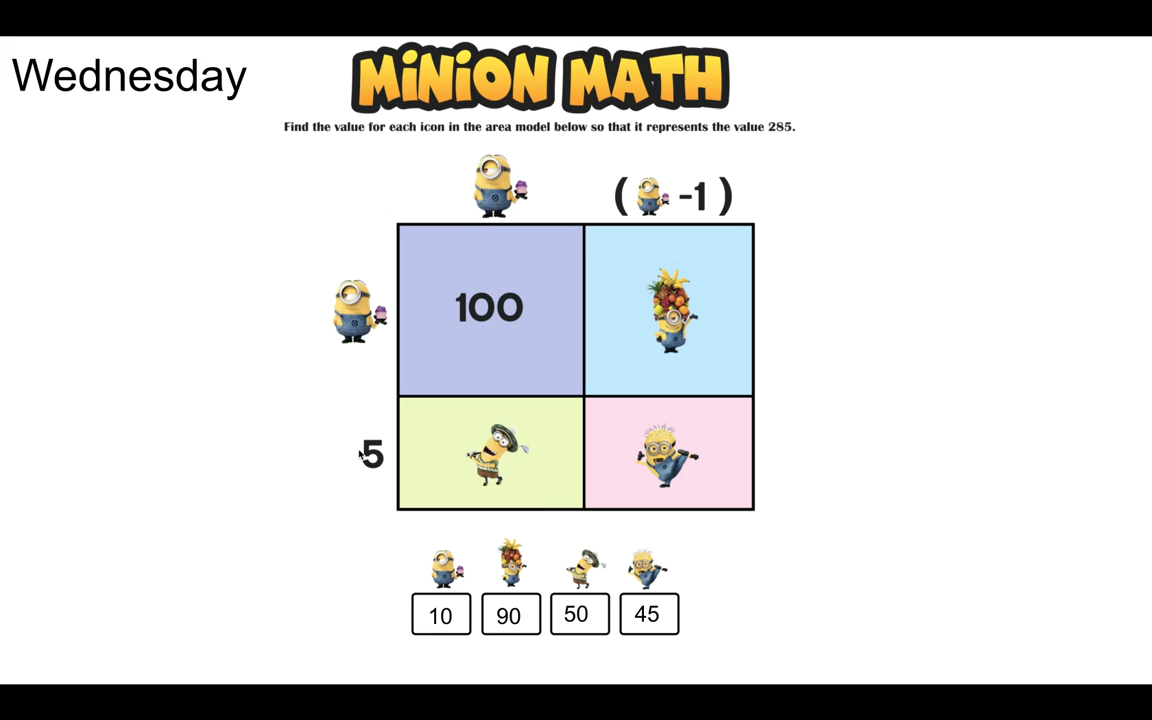 Wednesday
MINION MATH
Find the value for each icon in the area model below so that it represents the value 285.
( -1 )
100
5
10 90 50 45